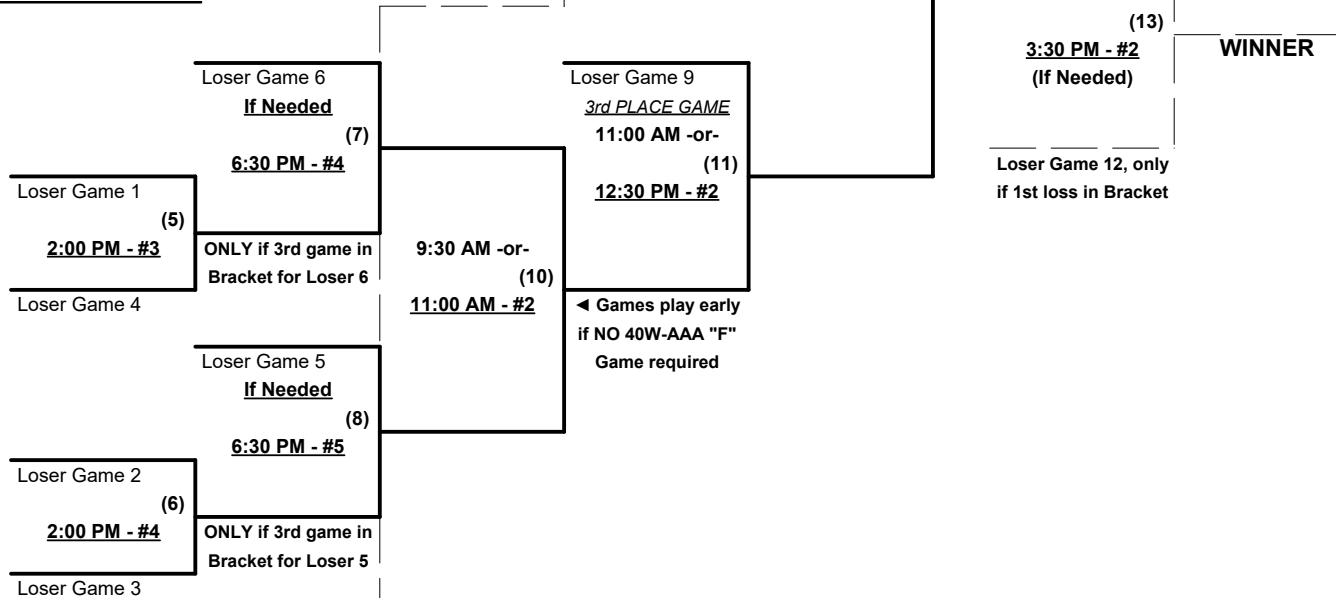 (13)
3:30 PM - #2
(If Needed)
WINNER
Loser Game 12, only
if 1st loss in Bracket
Loser Game 6
If Needed
(7)
6:30 PM - #4
Loser Game 9
3rd PLACE GAME
11:00 AM -or-
(11)
12:30 PM - #2
Loser Game 1
(5)
2:00 PM - #3
Loser Game 4
ONLY if 3rd game in
Bracket for Loser 6
9:30 AM -or-
(10)
11:00 AM - #2
◄ Games play early
if NO 40W-AAA "F"
Game required
Loser Game 5
If Needed
(8)
6:30 PM - #5
Loser Game 2
(6)
2:00 PM - #4
Loser Game 3
ONLY if 3rd game in
Bracket for Loser 5